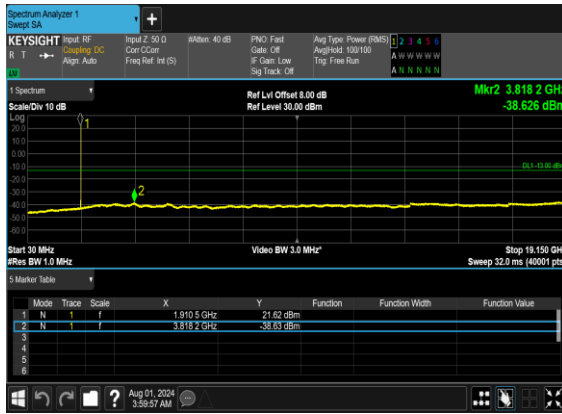 Spectrum Analyzer 1
Swept SA
+
KEYSIGHT Input: RF Input Z: 50 Ω #Atten: 40 dB PNO: Fast Avg Type: Power (RMS) 1 2 3 4 5 6
R T Coupling: DC Corr CCorr Gate: Off Avg|Hold: 100/100 A W W W W W
Align: Auto Freq Ref: Int (S) IF Gain: Low Trig: Free Run
LXI Sig Track: Off A N N N N N
1 Spectrum Ref Lvl Offset 8.00 dB Mkr2 3.818 2 GHz
Scale/Div 10 dB Ref Level 30.00 dBm -38.626 dBm
Log
20.0
10.0
0.00
-10.0
-20.0
-30.0
-40.0
-50.0
-60.0
1
2
DL1 -13.00 dBm
Start 30 MHz Video BW 3.0 MHz* Stop 19.150 GH
#Res BW 1.0 MHz Sweep 32.0 ms (40001 pts
5 Marker Table
Mode Trace Scale X Y Function Function Width Function Value
1 N 1 f 1.910 5 GHz 21.62 dBm
2 N 1 f 3.818 2 GHz -38.63 dBm
3
4
5
6
? Aug 01, 2024
3:59:57 AM